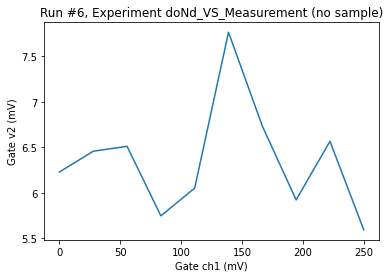 Run #6, Experiment doNd_VS_Measurement (no sample)
7.5
7
6.5
6
5.5
Gate v2 (mV)
0 50 100 150 200 250
Gate ch1 (mV)